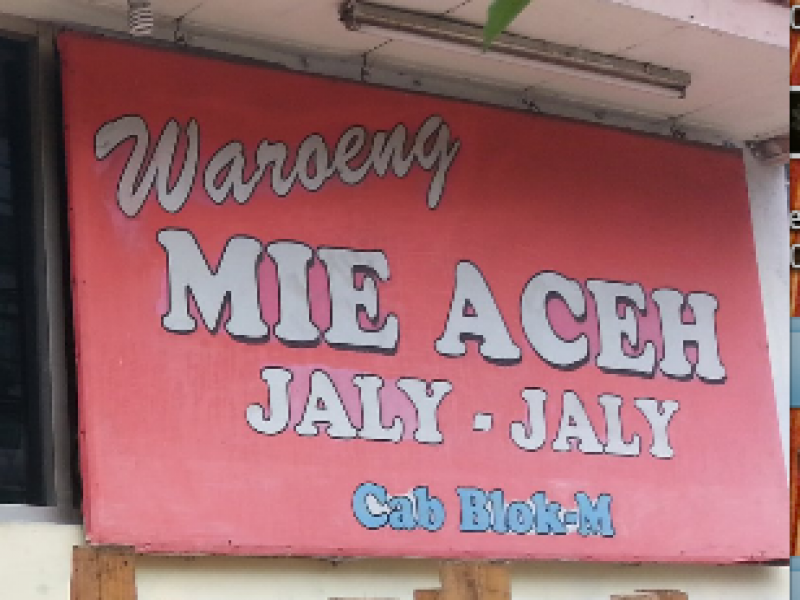 Waroeng
MIE ACEH
JALY - JALY
Cab Blok-M